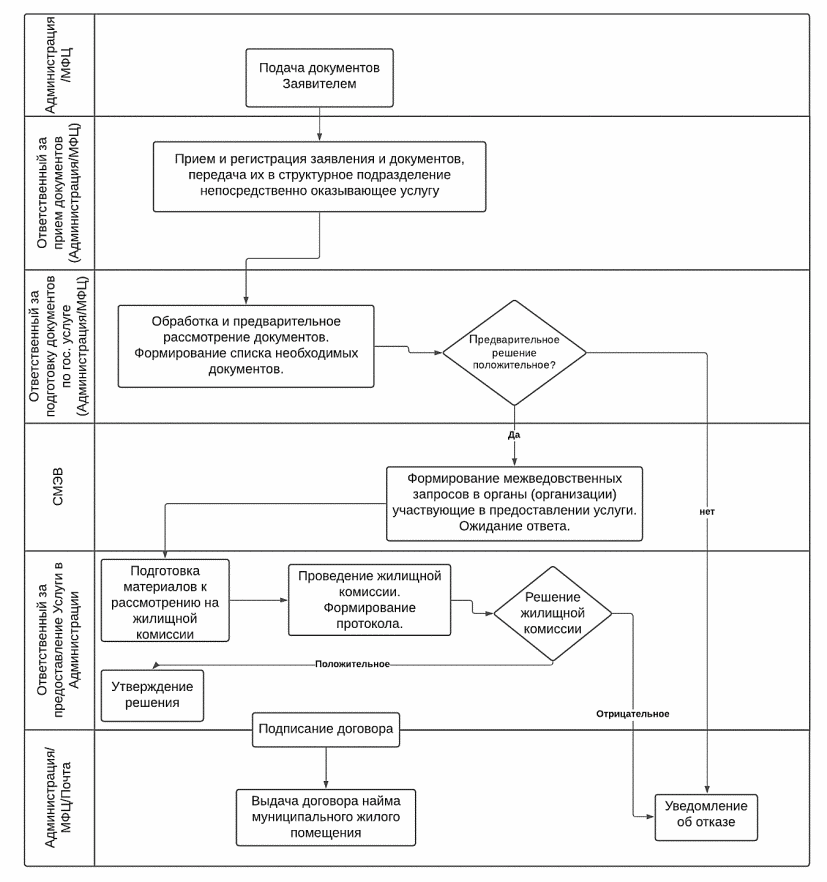 Администрация
/МФЦ
Подача документов
Заявителем
Ответственный за
прием документов
(Администрация/МФЦ)
Прием и регистрация заявления и документов,
передача их в структурное подразделение
непосредственно оказывающее услугу
Ответственный за
подготовку документов
по гос. услуге
(Администрация/МФЦ)
Обработка и предварительное
рассмотрение документов.
Формирование списка необходимых
документов.
Предварительное
решение
положительное?
Да
СМЭВ
Формирование межведовственных
запросов в органы (организации)
участвующие в предоставлении услуги.
Ожидание ответа.
нет
Ответственный за
предоставление Услуги в
Администрации
Подготовка
материалов к
рассмотрению на
жилищной
комиссии
Проведение жилищной
комиссии.
Формирование
протокола.
Решение
жилищной
комиссии
Положительное
Утверждение
решения
Отрицательное
Подписание договора
Администрация/
МФЦ/Почта
Выдача договора найма
муниципального жилого
помещения
Уведомление
об отказе